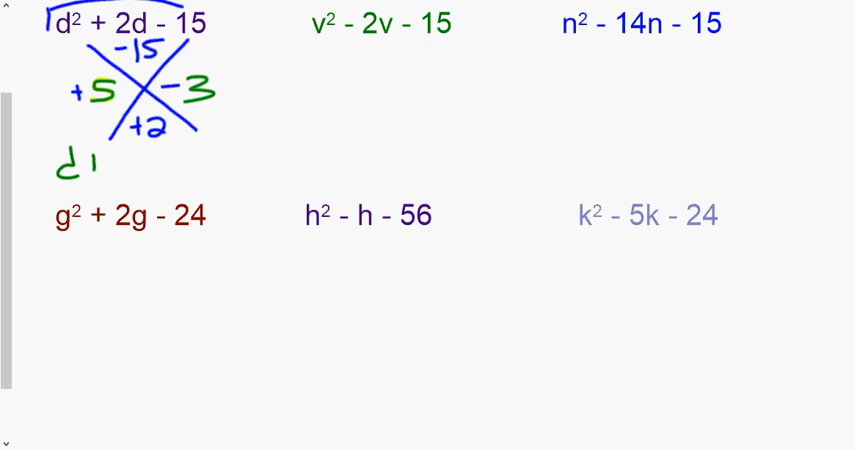 d² + 2d - 15
v² - 2v - 15
n² - 14n - 15
-15
+5
-3
+2
g² + 2g - 24
h² - h - 56
k² - 5k - 24